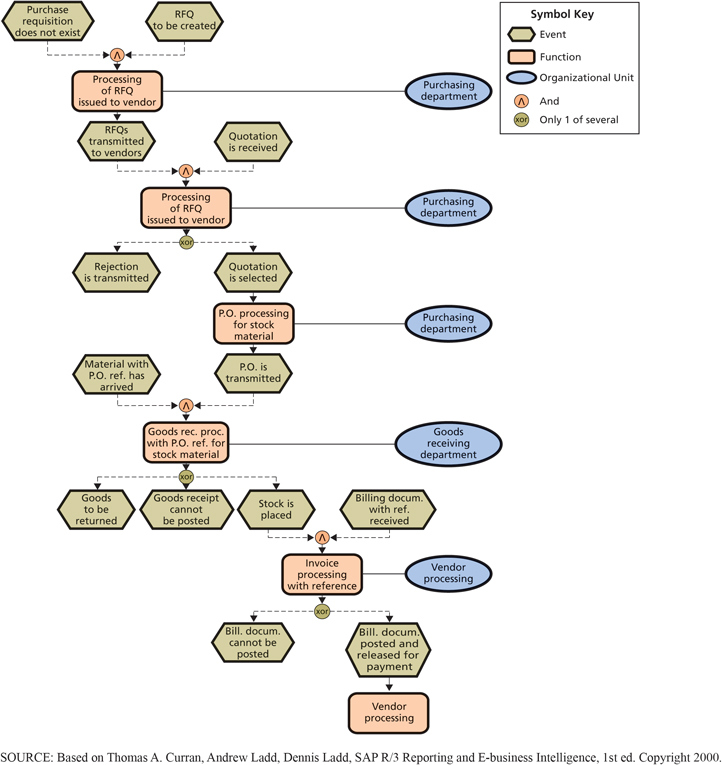 Purchase
requisition
does not exist
RFQ
to be created
Symbol Key
Event
Function
Organizational Unit
Λ And
xor Only 1 of several
Λ
Processing
of RFQ
issued to vendor
Purchasing
department
RFQs
transmitted
to vendors
Quotation
is received
Λ
Processing
of RFQ
issued to vendor
Purchasing
department
xor
Rejection
is transmitted
Quotation
is selected
P.O. processing
for stock
material
Purchasing
department
Material with
P.O. ref. has
arrived
P.O. is
transmitted
Λ
Goods rec. proc.
with P.O. ref. for
stock material
Goods
receiving
department
xor
Goods
to be
returned
Goods receipt
cannot
be posted
Stock is
placed
Billing docum.
with ref.
received
Λ
Invoice
processing
with reference
Vendor
processing
xor
Bill. docum.
cannot be
posted
Bill. docum.
posted and
released for
payment
Vendor
processing
SOURCE: Based on Thomas A. Curran, Andrew Ladd, Dennis Ladd, SAP R/3 Reporting and E-business Intelligence, 1st ed. Copyright 2000.